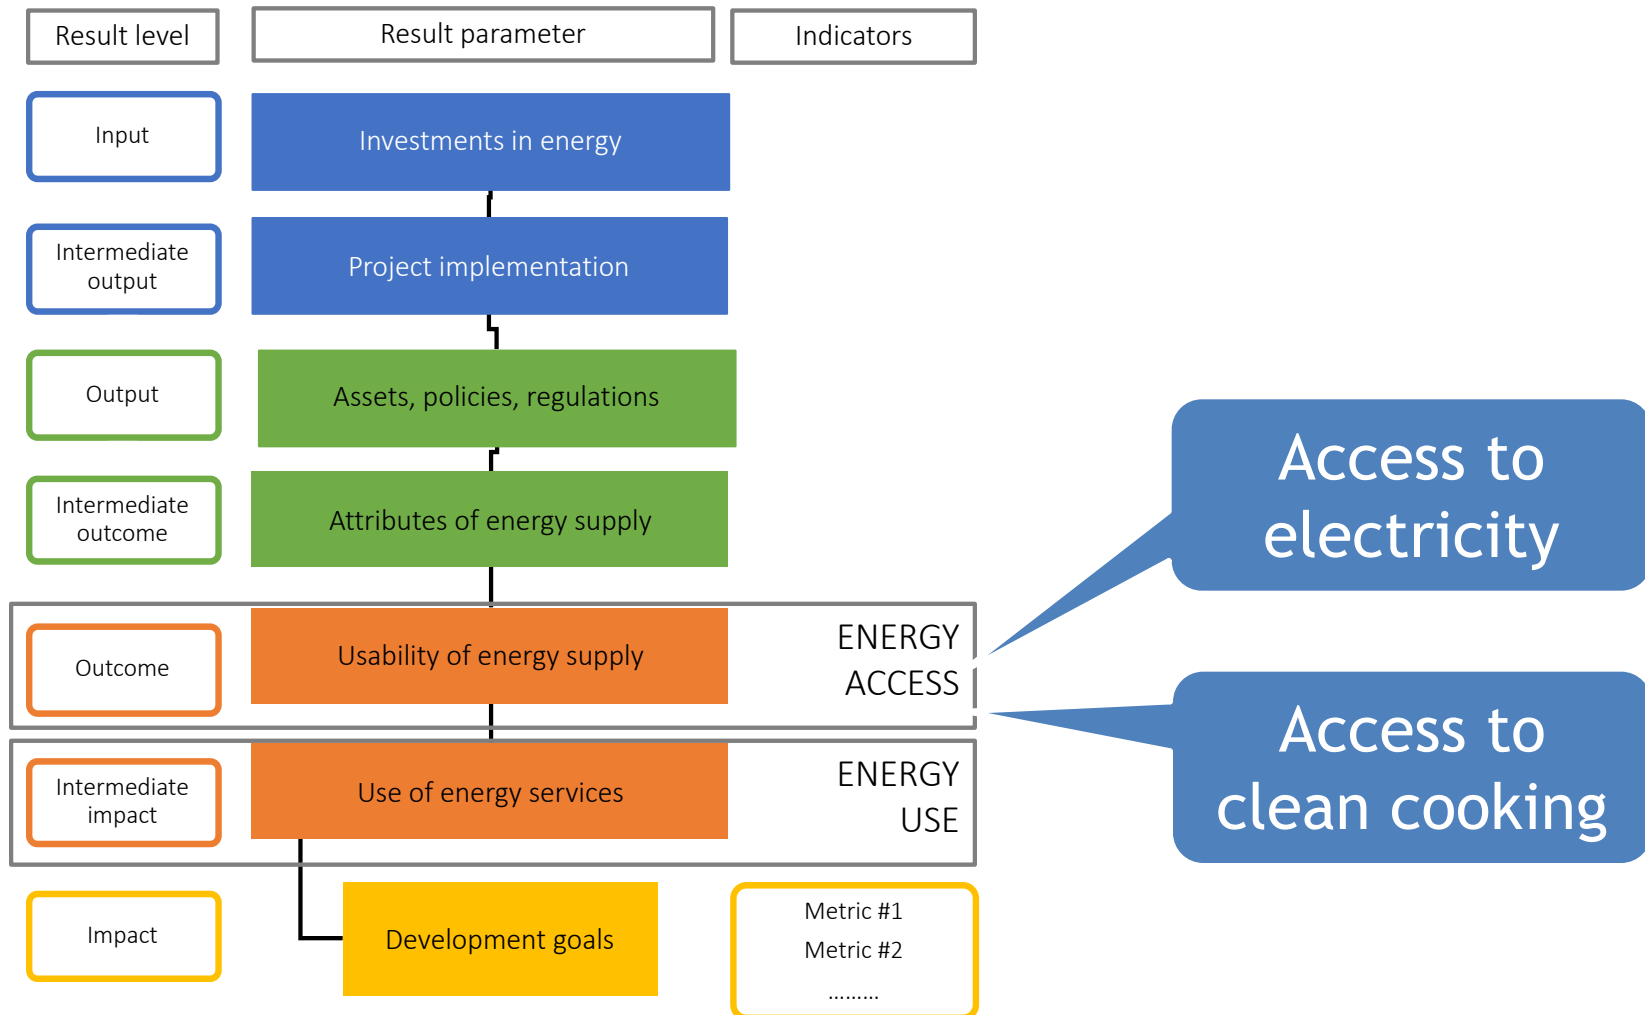 Result level
Result parameter
Indicators
Input
Investments in energy
Intermediate
output
Project implementation
Output
Assets, policies, regulations
Intermediate
outcome
Attributes of energy supply
Outcome
Usability of energy supply
ENERGY
ACCESS
Intermediate
impact
Use of energy services
ENERGY
USE
Impact
Development goals
Metric #1
Metric #2
………
Access to
electricity
Access to
clean cooking